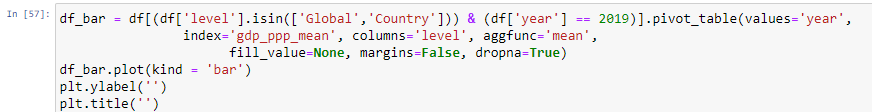 In [57]: df_bar = df[(df['level'].isin(['Global','Country'])) & (df['year'] == 2019)].pivot_table(values='year',
index='gdp_ppp_mean', columns='level', aggfunc='mean',
fill_value=None, margins=False, dropna=True)
df_bar.plot(kind = 'bar')
plt.ylabel('')
plt.title('')